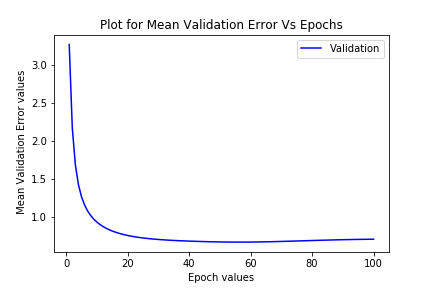 Plot for Mean Validation Error Vs Epochs
Validation
Mean Validation Error values
3.0
2.5
2.0
1.5
1.0
0 20 40 60 80 100
Epoch values